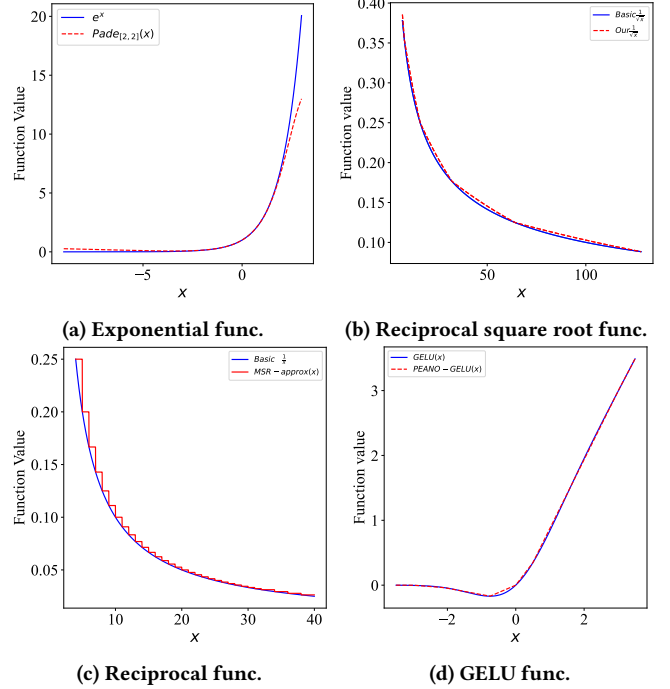 e^x
Pade_[2,2](x)
Function Value
20
15
10
5
0
−5
0
x
(a) Exponential func.
Basic 1/√x
Our 1/√x
Function value
0.40
0.35
0.30
0.25
0.20
0.15
0.10
50
100
x
(b) Reciprocal square root func.
Basic 1/x
MSR − approx(x)
Function Value
0.25
0.20
0.15
0.10
0.05
10
20
30
40
x
(c) Reciprocal func.
GELU(x)
PEANO − GELU(x)
Function Value
3
2
1
0
−2
0
2
x
(d) GELU func.